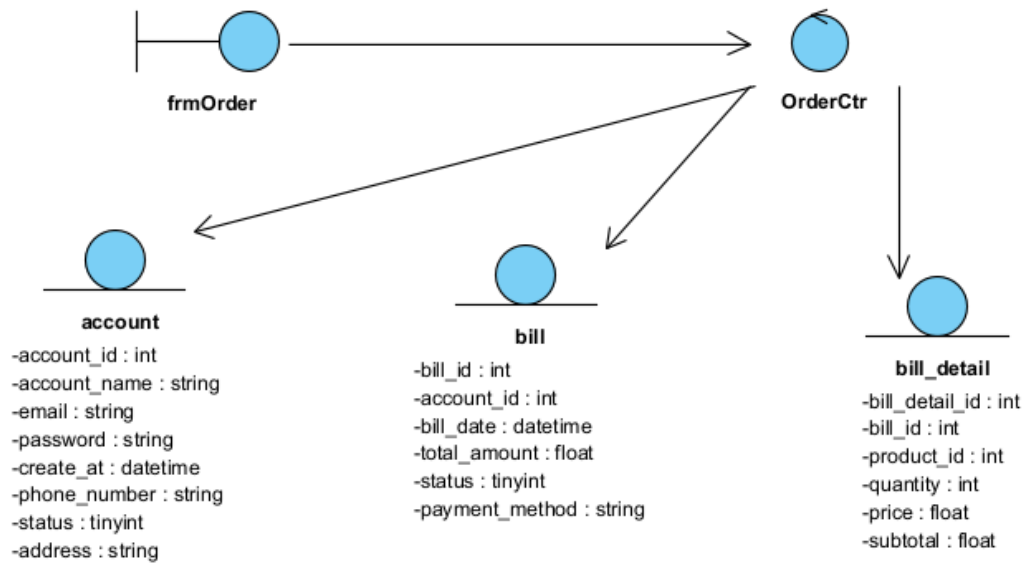 frmOrder
OrderCtr
account
-account_id : int
-account_name : string
-email : string
-password : string
-create_at : datetime
-phone_number : string
-status : tinyint
-address : string
bill
-bill_id : int
-account_id : int
-bill_date : datetime
-total_amount : float
-status : tinyint
-payment_method : string
bill_detail
-bill_detail_id : int
-bill_id : int
-product_id : int
-quantity : int
-price : float
-subtotal : float